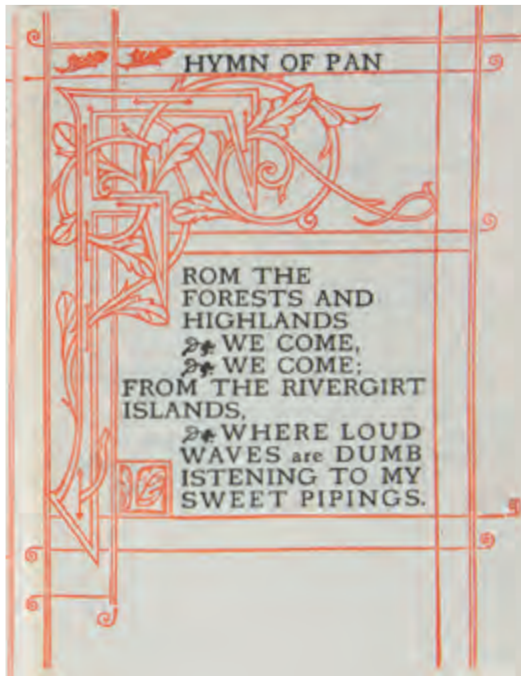 HYMN OF PAN
FROM THE
FORESTS AND
HIGHLANDS
WE COME,
WE COME;
FROM THE RIVERGIRT
ISLANDS,
WHERE LOUD
WAVES are DUMB
LISTENING TO MY
SWEET PIPINGS.